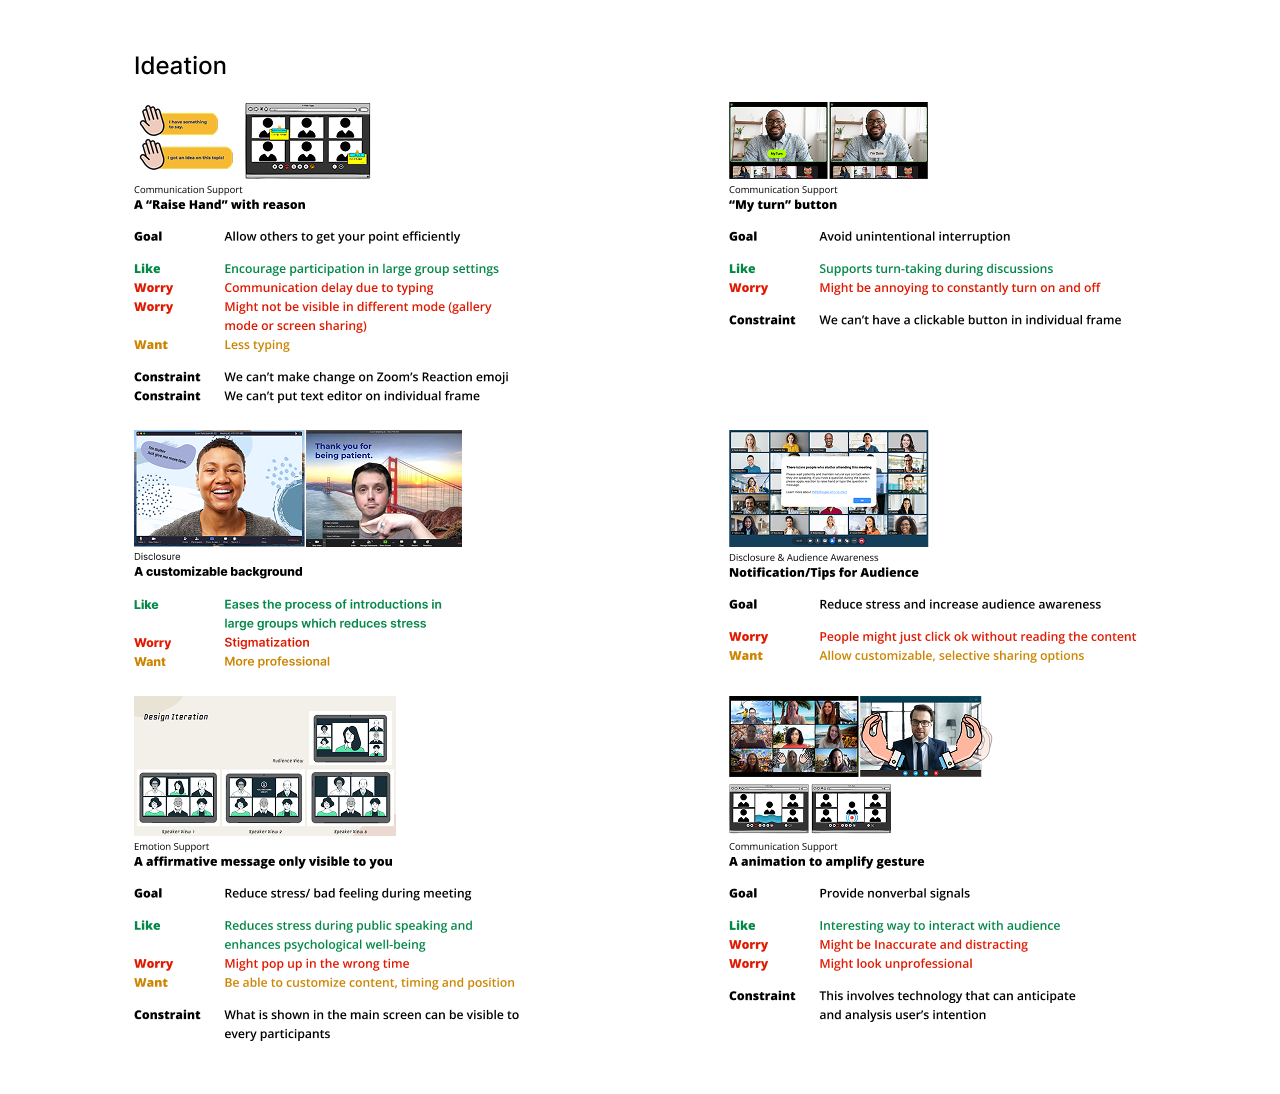 Ideation
I have something
to say.
I got an idea on this topic!
Communication Support
A “Raise Hand” with reason
Goal Allow others to get your point efficiently
Like Encourage participation in large group settings
Worry Communication delay due to typing
Worry Might not be visible in different mode (gallery
mode or screen sharing)
Want Less typing
Constraint We can’t make change on Zoom’s Reaction emoji
Constraint We can’t put text editor on individual frame
My Turn
I'm Done
Communication Support
“My turn” button
Goal Avoid unintentional interruption
Like Supports turn-taking during discussions
Worry Might be annoying to constantly turn on and off
Constraint We can’t have a clickable button in individual frame
Thank you for
being patient.
Disclosure
A customizable background
Like Eases the process of introductions in
large groups which reduces stress
Worry Stigmatization
Want More professional
There is/are people who stutter attending this meeting
Disclosure & Audience Awareness
Notification/Tips for Audience
Goal Reduce stress and increase audience awareness
Worry People might just click ok without reading the content
Want Allow customizable, selective sharing options
Design Iteration
Audience View
Speaker View 1
Speaker View 2
Speaker View 3
Emotion Support
A affirmative message only visible to you
Goal Reduce stress/ bad feeling during meeting
Like Reduces stress during public speaking and
enhances psychological well-being
Worry Might pop up in the wrong time
Want Be able to customize content, timing and position
Constraint What is shown in the main screen can be visible to
every participants
Communication Support
A animation to amplify gesture
Goal Provide nonverbal signals
Like Interesting way to interact with audience
Worry Might be Inaccurate and distracting
Worry Might look unprofessional
Constraint This involves technology that can anticipate
and analysis user’s intention